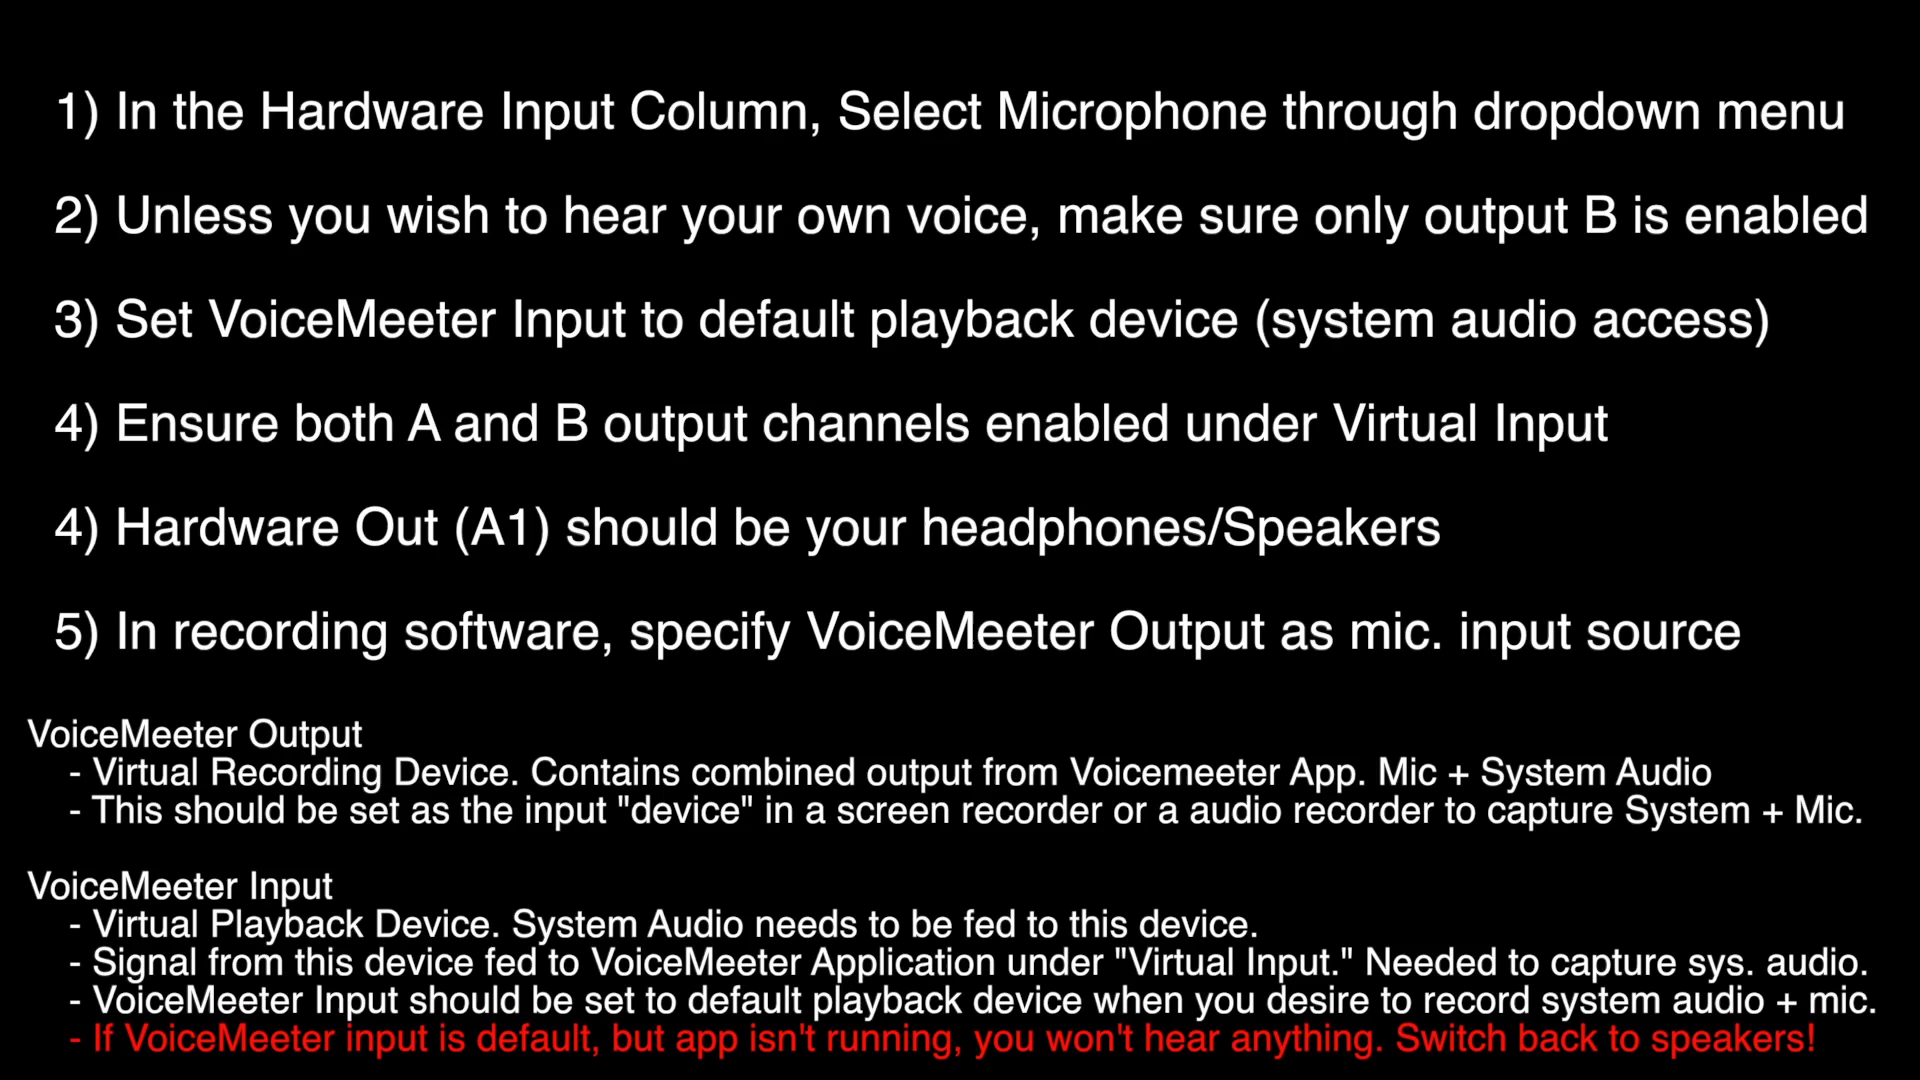 1) In the Hardware Input Column, Select Microphone through dropdown menu
2) Unless you wish to hear your own voice, make sure only output B is enabled
3) Set VoiceMeeter Input to default playback device (system audio access)
4) Ensure both A and B output channels enabled under Virtual Input
4) Hardware Out (A1) should be your headphones/Speakers
5) In recording software, specify VoiceMeeter Output as mic. input source
VoiceMeeter Output
- Virtual Recording Device. Contains combined output from Voicemeeter App. Mic + System Audio
- This should be set as the input "device" in a screen recorder or a audio recorder to capture System + Mic.
VoiceMeeter Input
- Virtual Playback Device. System Audio needs to be fed to this device.
- Signal from this device fed to VoiceMeeter Application under "Virtual Input." Needed to capture sys. audio.
- VoiceMeeter Input should be set to default playback device when you desire to record system audio + mic.
- If VoiceMeeter input is default, but app isn't running, you won't hear anything. Switch back to speakers!